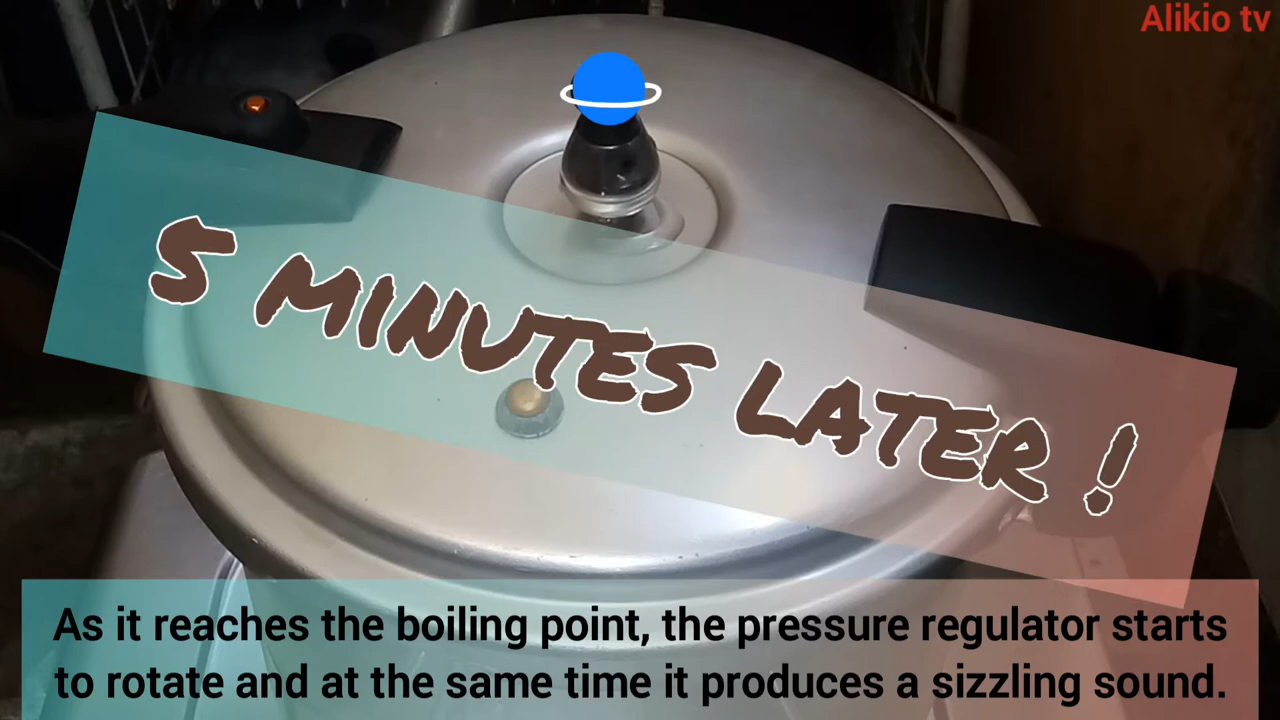 Alikio tv
5 MINUTES LATER !
As it reaches the boiling point, the pressure regulator starts
to rotate and at the same time it produces a sizzling sound.